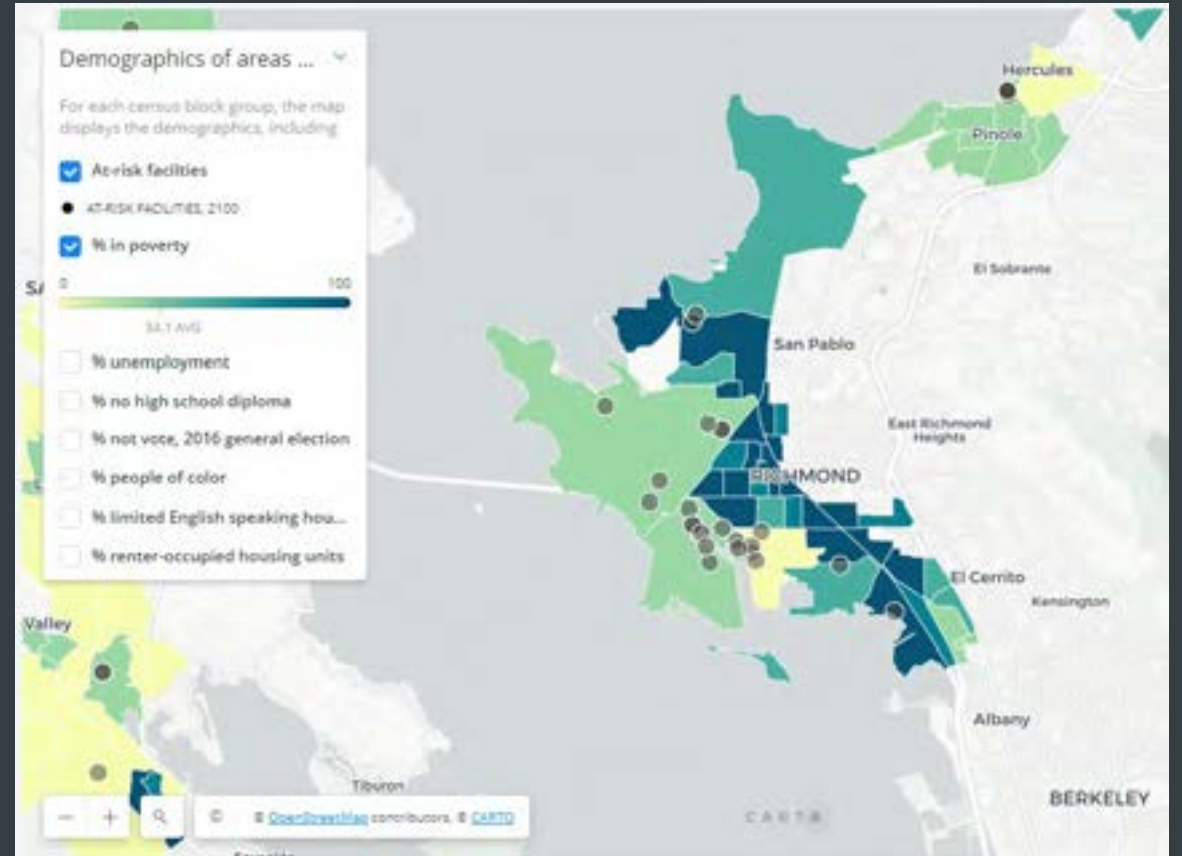 Demographics of areas ...
For each census block group, the map
displays the demographics, including
At-risk facilties
AT-RISK FACILITIES, 2100
% in poverty
0 100
34.1 AVG
% unemployment
% no high school diploma
% not vote, 2016 general election
% people of color
% limited English speaking hou...
% renter-occupied housing units
Hercules
Pinole
El Sobrante
San Pablo
East Richmond
Heights
RICHMOND
El Cerrito
Kensington
Valley
Albany
Tiburon
BERKELEY
© OpenStreetMap contributors, © CARTO
CARTO